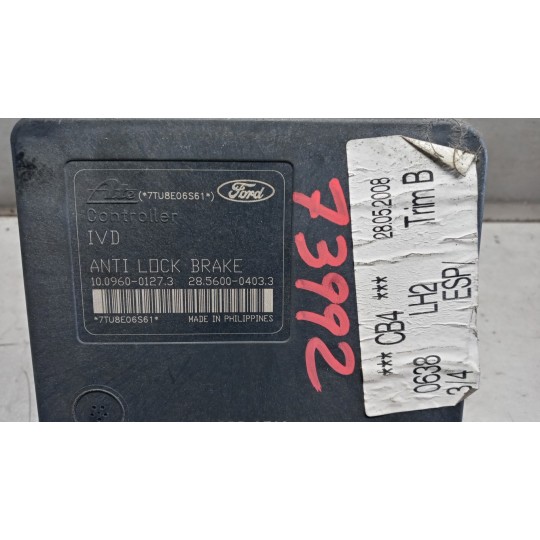 Ate (*7TU8E06S61*) Ford
Controller
IVD
ANTI LOCK BRAKE
10.0960-0127.3 28.5600-0403.3
*7TU8E06S61* MADE IN PHILIPPINES
73992
*** CB4 *** 28052008
0638 LH2 Trim B
3/4 ESP/